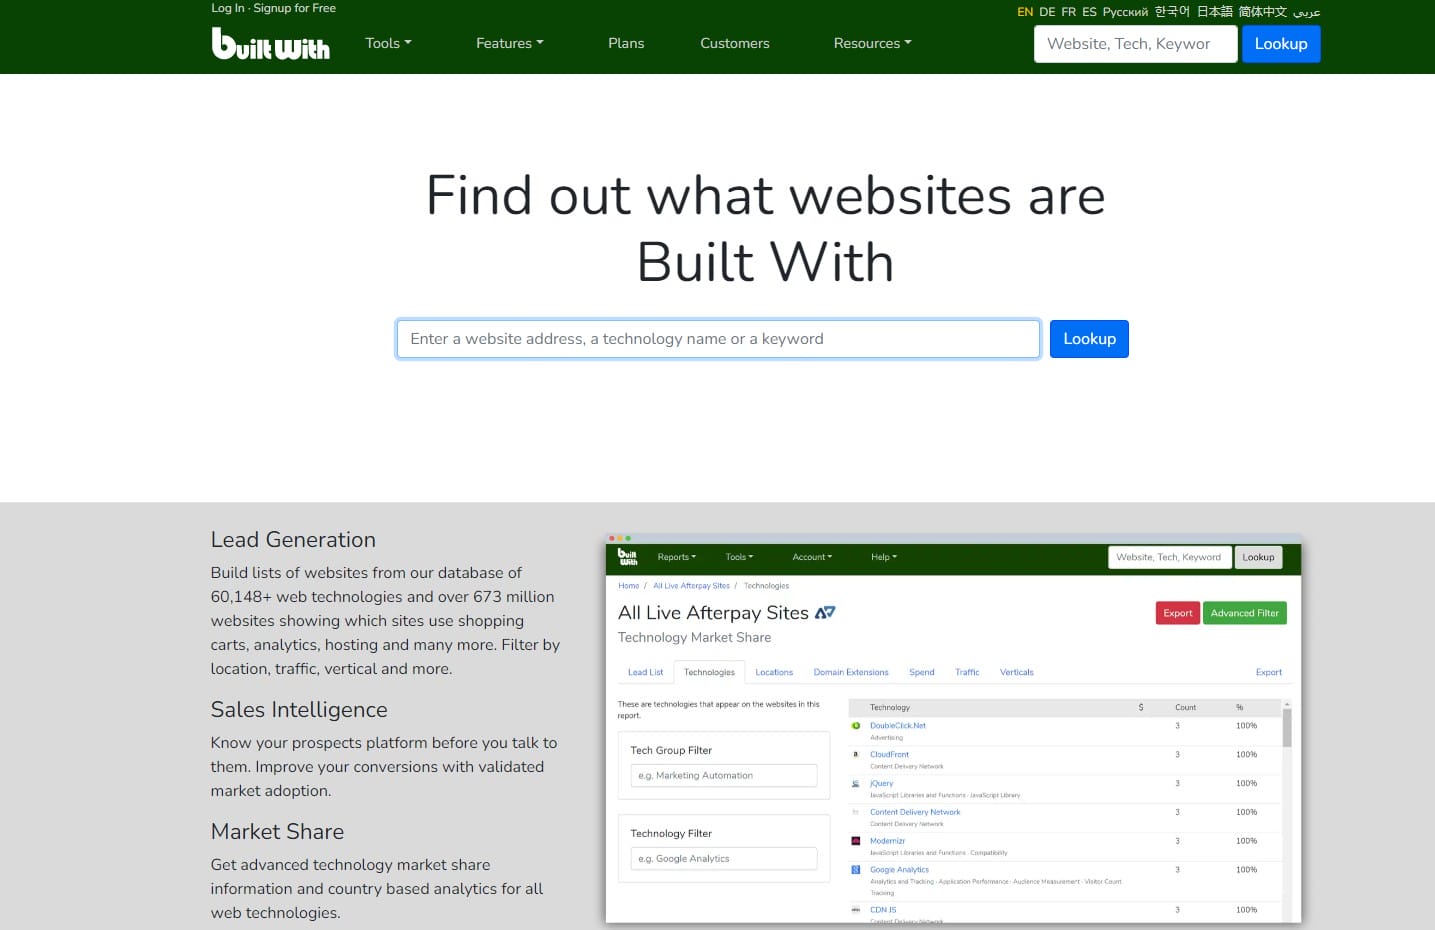 Log In · Signup for Free
EN DE FR ES Русский 한국어 日本語 简体中文 عربي
built with
Tools
Features
Plans
Customers
Resources
Website, Tech, Keywor
Lookup
Find out what websites are
Built With
Enter a website address, a technology name or a keyword
Lookup
Lead Generation
Build lists of websites from our database of
60,148+ web technologies and over 673 million
websites showing which sites use shopping
carts, analytics, hosting and many more. Filter by
location, traffic, vertical and more.
Sales Intelligence
Know your prospects platform before you talk to
them. Improve your conversions with validated
market adoption.
Market Share
Get advanced technology market share
information and country based analytics for all
web technologies.
built
with
Reports
Tools
Account
Help
Website, Tech, Keyword
Lookup
Home / All Live Afterpay Sites / Technologies
All Live Afterpay Sites
Export
Advanced Filter
Technology Market Share
Lead List
Technologies
Locations
Domain Extensions
Spend
Traffic
Verticals
Export
These are technologies that appear on the websites in this
report.
Tech Group Filter
e.g. Marketing Automation
Technology Filter
e.g. Google Analytics
Technology $ Count %
DoubleClick.Net 3 100%
Advertising
CloudFront 3 100%
Content Delivery Network
jQuery 3 100%
JavaScript Libraries and Functions · JavaScript Library
Content Delivery Network 3 100%
Content Delivery Network
Modernizr 3 100%
JavaScript Libraries and Functions · Compatibility
Google Analytics 3 100%
Analytics and Tracking · Application Performance · Audience Measurement · Visitor Count
Tracking
CDN JS 3 100%
Content Delivery Network